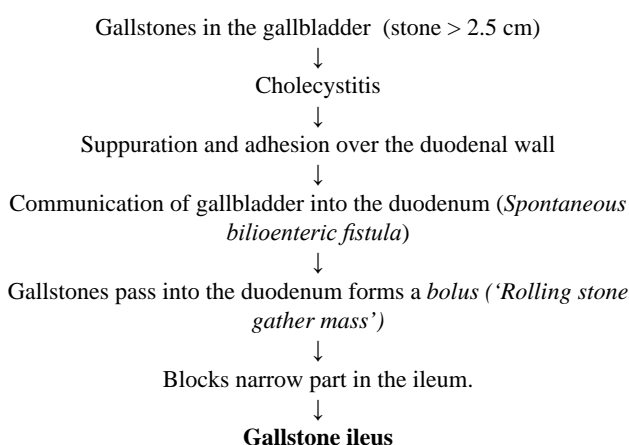 Gallstones in the gallbladder (stone > 2.5 cm)
↓
Cholecystitis
↓
Suppuration and adhesion over the duodenal wall
↓
Communication of gallbladder into the duodenum (Spontaneous
bilioenteric fistula)
↓
Gallstones pass into the duodenum forms a bolus (‘Rolling stone
gather mass’)
↓
Blocks narrow part in the ileum.
↓
Gallstone ileus